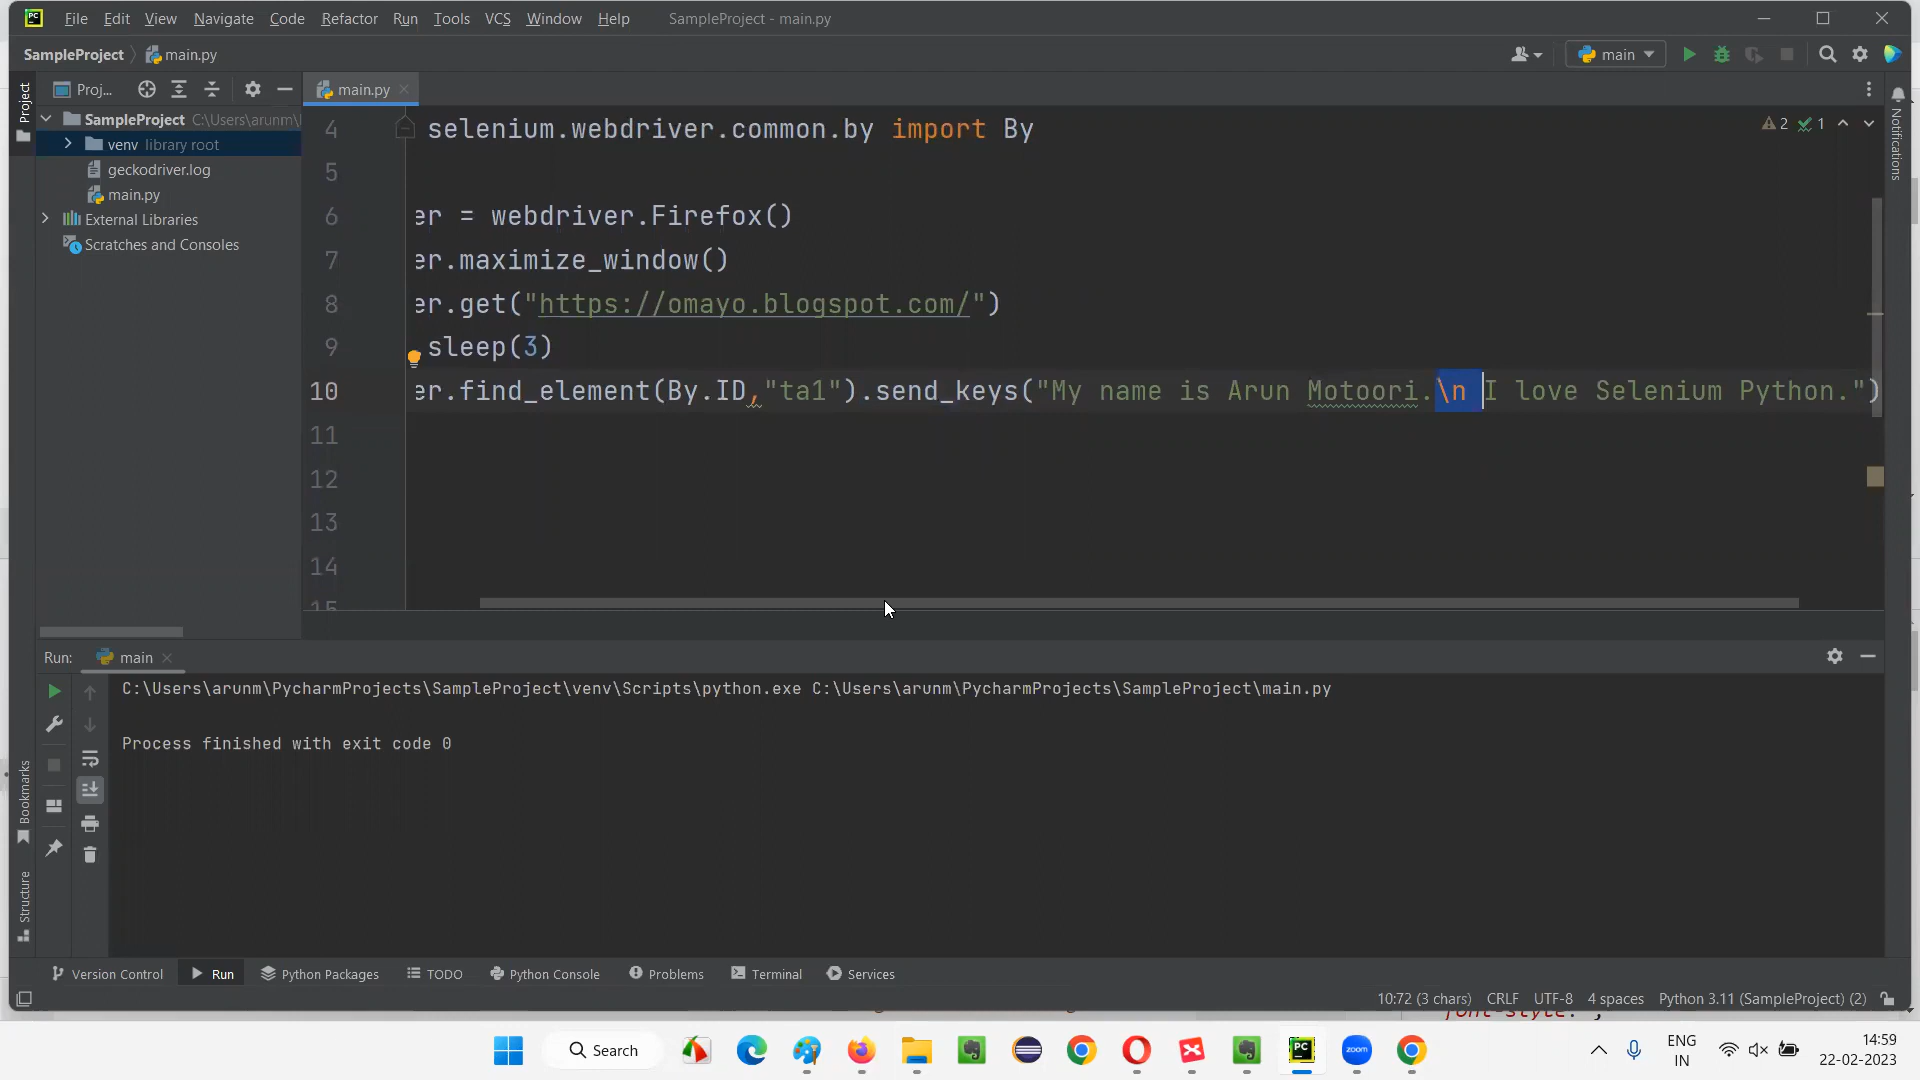 PC File Edit View Navigate Code Refactor Run Tools VCS Window Help SampleProject - main.py
SampleProject main.py main
Proj... main.py
Project
Notifications
SampleProject C:\Users\arunm\
venv library root
geckodriver.log
main.py
External Libraries
Scratches and Consoles
2 1
4 selenium.webdriver.common.by import By
5
6 er = webdriver.Firefox()
7 er.maximize_window()
8 er.get("https://omayo.blogspot.com/")
9 sleep(3)
10 er.find_element(By.ID,"ta1").send_keys("My name is Arun Motoori.\n I love Selenium Python.")
11
12
13
14
15
Run: main
C:\Users\arunm\PycharmProjects\SampleProject\venv\Scripts\python.exe C:\Users\arunm\PycharmProjects\SampleProject\main.py
Process finished with exit code 0
Bookmarks
Structure
Version Control Run Python Packages TODO Python Console Problems Terminal Services
10:72 (3 chars) CRLF UTF-8 4 spaces Python 3.11 (SampleProject) (2)
font-style: ;
Search PC zoom ENG
IN
14:59
22-02-2023